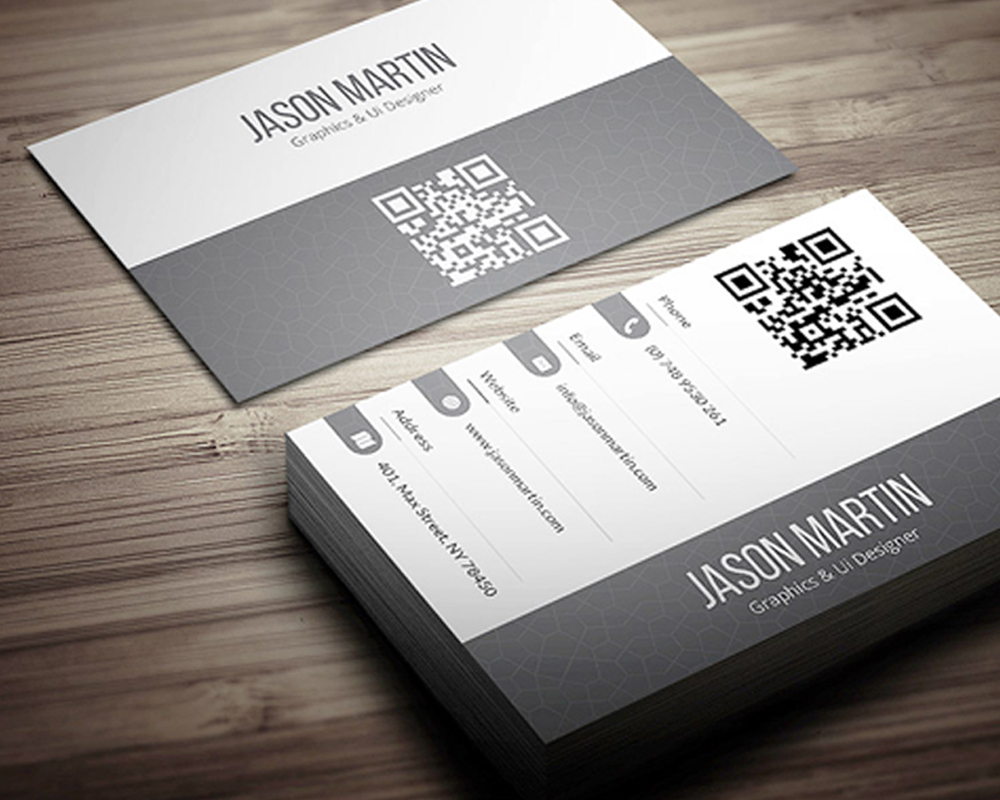 JASON MARTIN
Graphics & Ui Designer
Phone
(0) 748 9530 261
Email
info@jasonmartin.com
Website
www.jasonmartin.com
Address
401, Max Street, NY 78450
JASON MARTIN
Graphics & Ui Designer